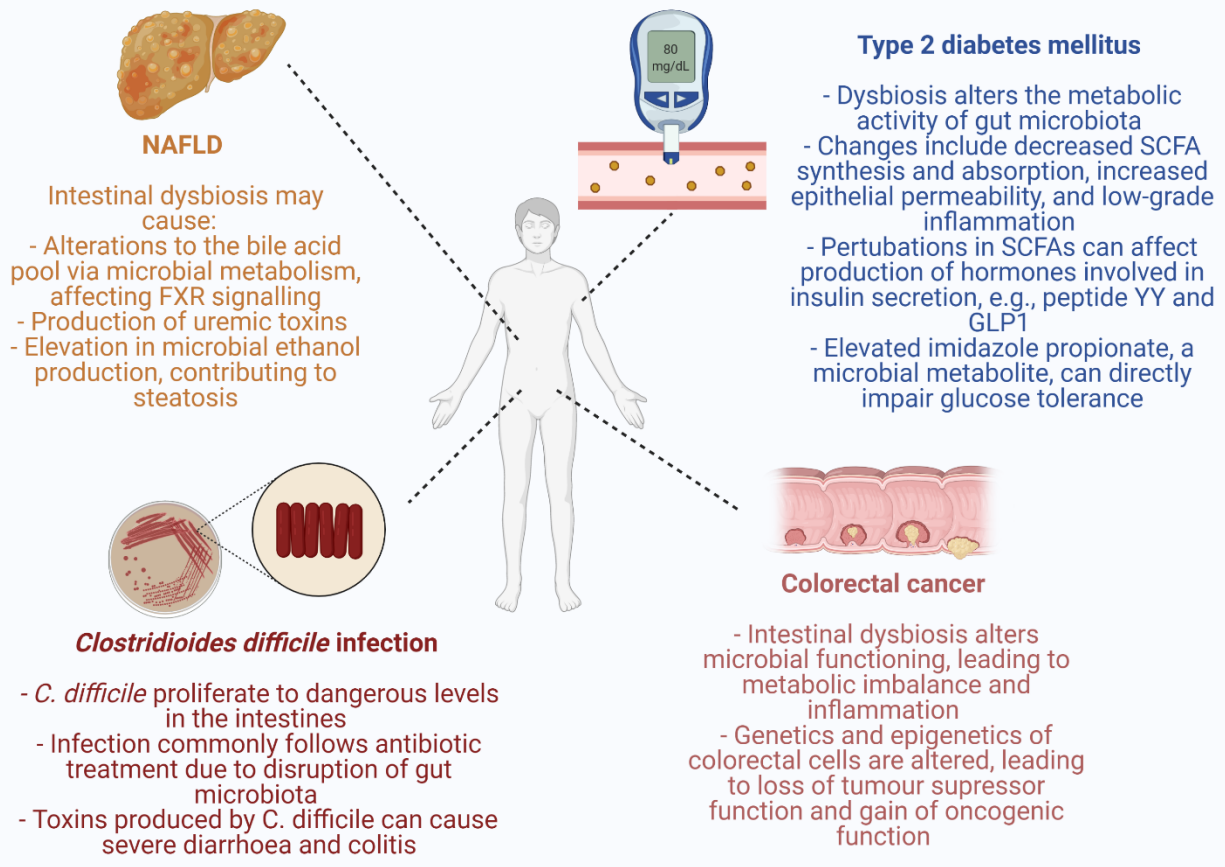 NAFLD
Intestinal dysbiosis may
cause:
- Alterations to the bile acid
pool via microbial metabolism,
affecting FXR signalling
- Production of uremic toxins
- Elevation in microbial ethanol
production, contributing to
steatosis
80
mg/dL
Type 2 diabetes mellitus
- Dysbiosis alters the metabolic
activity of gut microbiota
- Changes include decreased SCFA
synthesis and absorption, increased
epithelial permeability, and low-grade
inflammation
- Pertubations in SCFAs can affect
production of hormones involved in
insulin secretion, e.g., peptide YY and
GLP1
- Elevated imidazole propionate, a
microbial metabolite, can directly
impair glucose tolerance
Clostridioides difficile infection
- C. difficile proliferate to dangerous levels
in the intestines
- Infection commonly follows antibiotic
treatment due to disruption of gut
microbiota
- Toxins produced by C. difficile can cause
severe diarrhoea and colitis
Colorectal cancer
- Intestinal dysbiosis alters
microbial functioning, leading to
metabolic imbalance and
inflammation
- Genetics and epigenetics of
colorectal cells are altered, leading
to loss of tumour supressor
function and gain of oncogenic
function